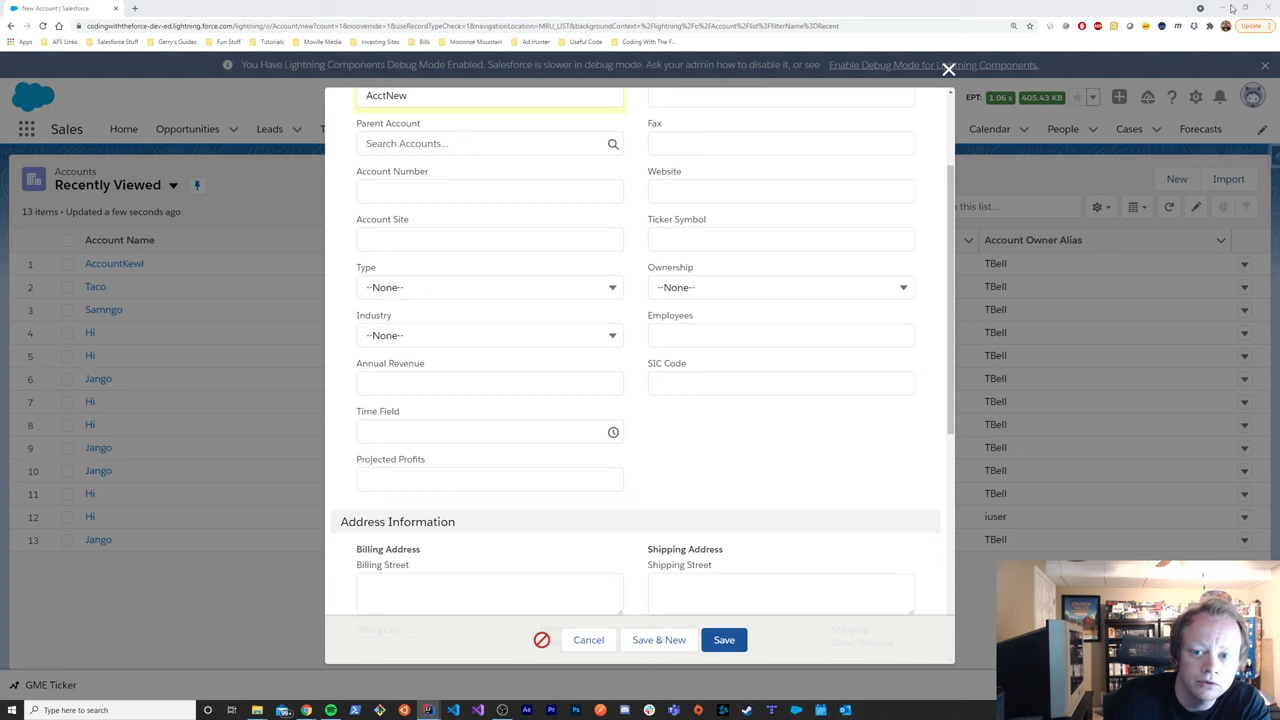 New Account | Salesforce
codingwiththeforce-dev-ed.lightning.force.com/lightning/o/Account/new?count=1&nooverride=1&useRecordTypeCheck=1&navigationLocation=MRU_LIST&backgroundContext=%2Flightning%2Fo%2FAccount%2Flist%3FfilterName%3DRecent
Update
Apps AFS Links Salesforce Stuff Gerry's Guides Fun Stuff Tutorials Moville Media Investing Sites Bills Moonrise Mountain Ad Hunter Useful Code Coding With The F...
You Have Lightning Components Debug Mode Enabled. Salesforce is slower in debug mode. Ask your admin how to disable it, or see Enable Debug Mode for Lightning Components.
EPT: 1.06 s 405.43 KB
Sales Home Opportunities Leads T Calendar People Cases Forecasts
Accounts
Recently Viewed
New Import
13 items • Updated a few seconds ago
this list...
Account Name Account Owner Alias
1 AccountKewl TBell
2 Taco TBell
3 Samngo TBell
4 Hi TBell
5 Hi TBell
6 Jango TBell
7 Hi TBell
8 Hi TBell
9 Jango TBell
10 Jango TBell
11 Hi TBell
12 Hi iuser
13 Jango TBell
AcctNew
Parent Account Fax
Search Accounts...
Account Number Website
Account Site Ticker Symbol
Type Ownership
--None-- --None--
Industry Employees
--None--
Annual Revenue SIC Code
Time Field
Projected Profits
Address Information
Billing Address Shipping Address
Billing Street Shipping Street
Billing City Shipping
State/Province
Cancel Save & New Save
GME Ticker
Type here to search